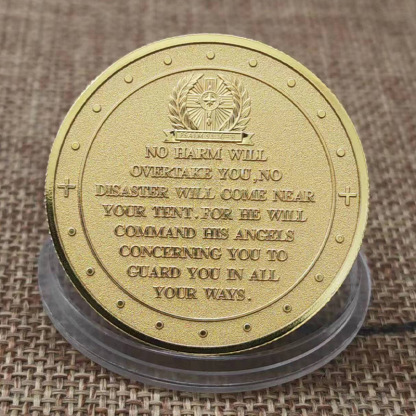 NO HARM WILL
OVERTAKE YOU,NO
DISASTER WILL COME NEAR
YOUR TENT.FOR HE WILL
COMMAND HIS ANGELS
CONCERNING YOU TO
GUARD YOU IN ALL
YOUR WAYS.